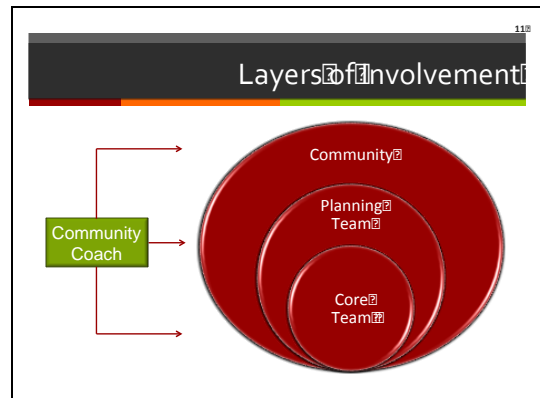 11⍰
Layers⍰of⍰Involvement⍰
Community⍰
Planning⍰
Team⍰
Community
Coach
Core⍰
Team⍰⍰